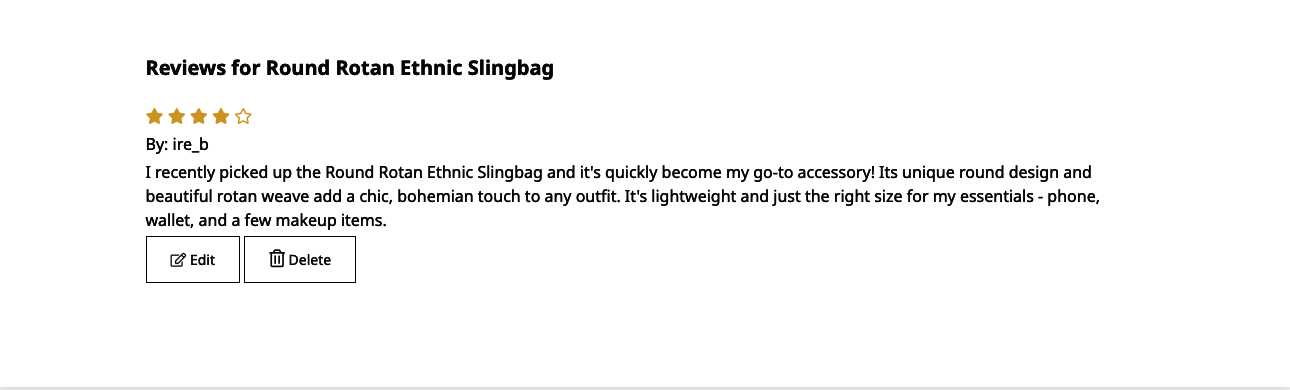 Reviews for Round Rotan Ethnic Slingbag
By: ire_b
I recently picked up the Round Rotan Ethnic Slingbag and it's quickly become my go-to accessory! Its unique round design and
beautiful rotan weave add a chic, bohemian touch to any outfit. It's lightweight and just the right size for my essentials - phone,
wallet, and a few makeup items.
Edit Delete